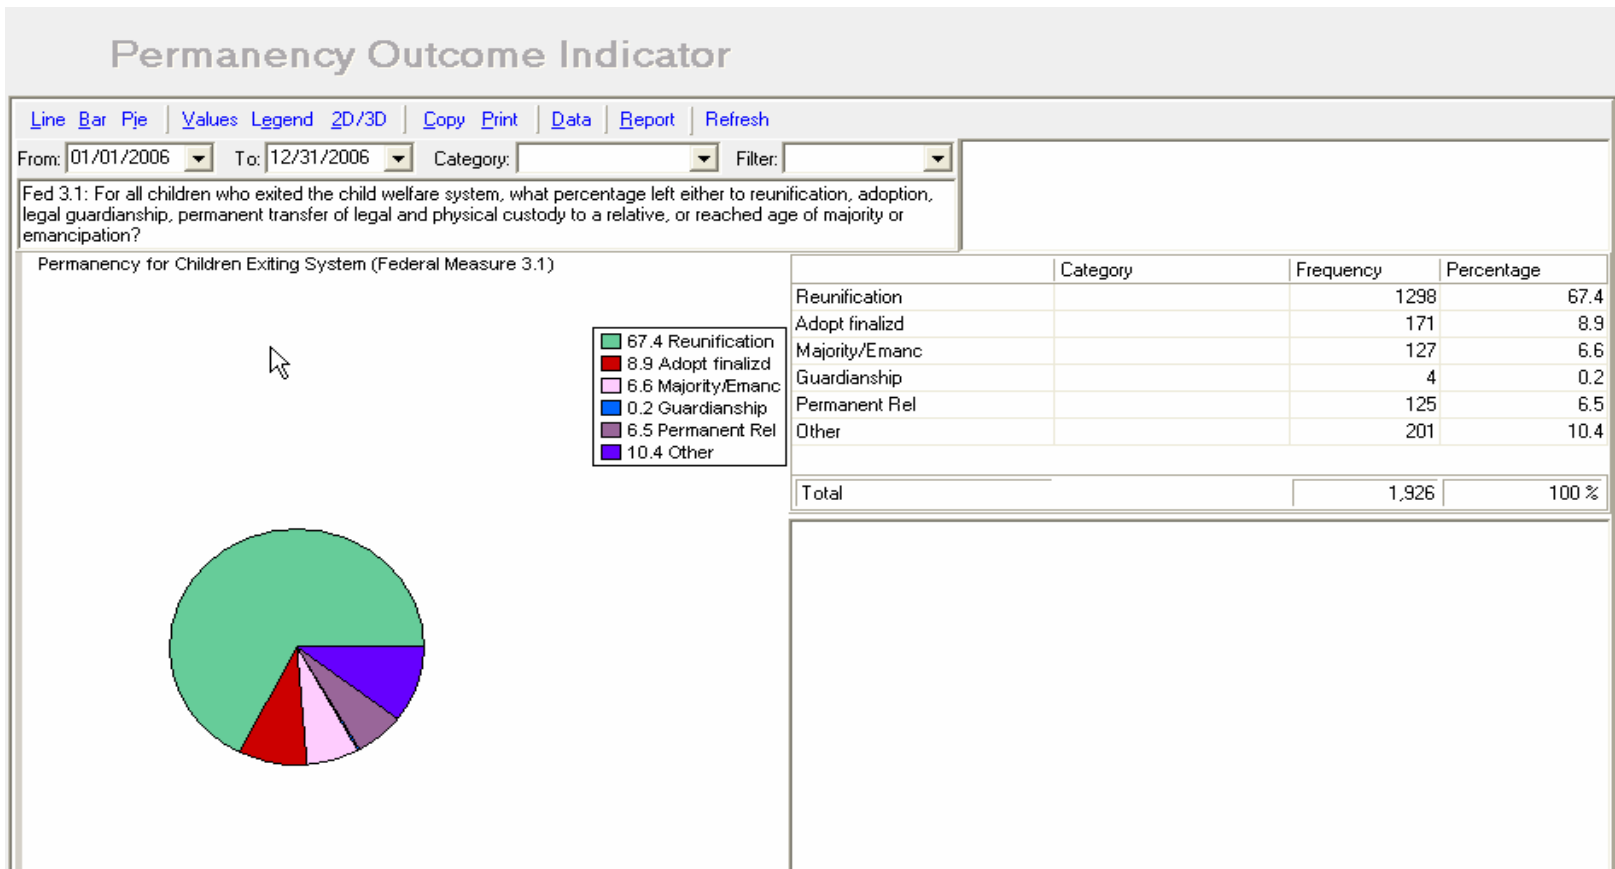 Permanency Outcome Indicator
Line Bar Pie Values Legend 2D/3D Copy Print Data Report Refresh
From: 01/01/2006 To: 12/31/2006 Category: Filter:
Fed 3.1: For all children who exited the child welfare system, what percentage left either to reunification, adoption,
legal guardianship, permanent transfer of legal and physical custody to a relative, or reached age of majority or
emancipation?
Permanency for Children Exiting System (Federal Measure 3.1)
67.4 Reunification
8.9 Adopt finalizd
6.6 Majority/Emanc
0.2 Guardianship
6.5 Permanent Rel
10.4 Other
Category Frequency Percentage
Reunification 1298 67.4
Adopt finalizd 171 8.9
Majority/Emanc 127 6.6
Guardianship 4 0.2
Permanent Rel 125 6.5
Other 201 10.4
Total 1,926 100 %